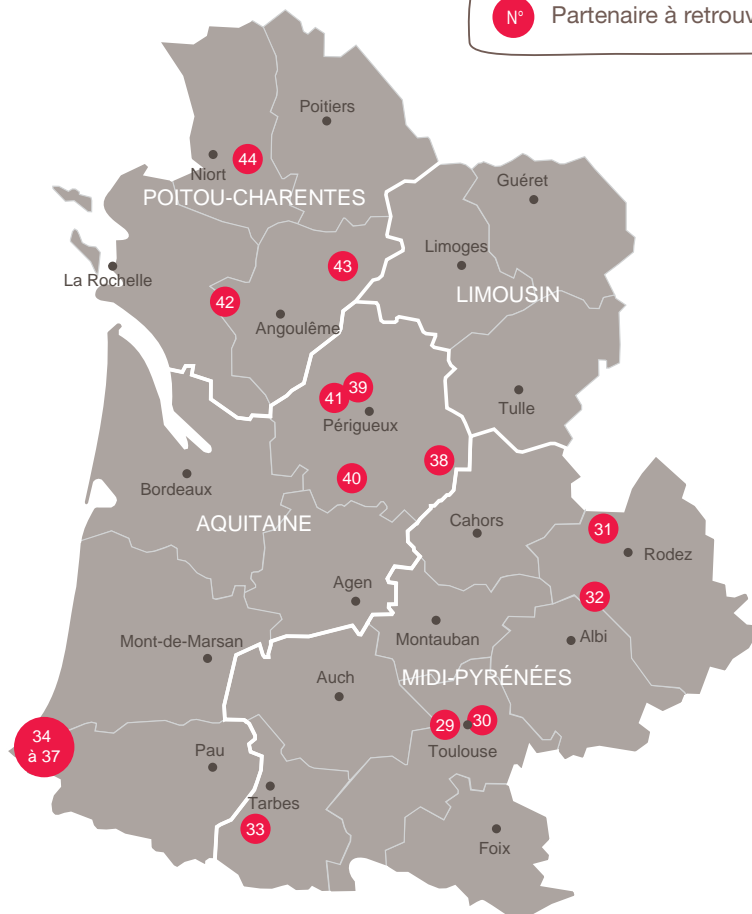 N° Partenaire à retrouv
Poitiers
44
Niort
Guéret
POITOU-CHARENTES
Limoges
43
La Rochelle
42
LIMOUSIN
Angoulême
39
41
Tulle
Périgueux
38
40
Bordeaux
Cahors
AQUITAINE
31
Rodez
Agen
32
Montauban
Albi
Mont-de-Marsan
Auch
MIDI-PYRÉNÉES
29
30
34
à 37
Pau
Toulouse
Tarbes
33
Foix